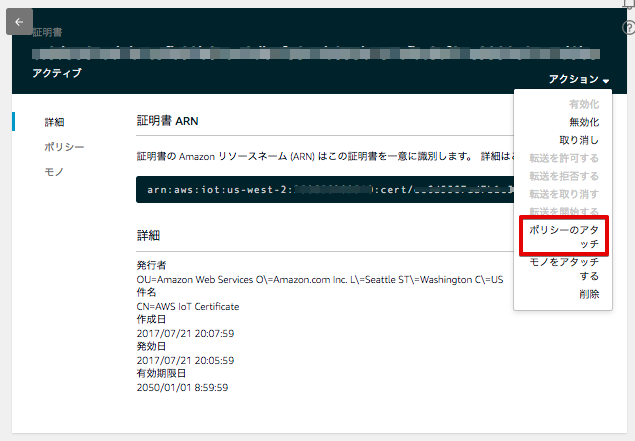 証明書
アクティブ
アクション
有効化
無効化
取り消し
転送を許可する
転送を拒否する
転送を取り消す
転送を開始する
ポリシーのアタ
ッチ
モノをアタッチ
する
削除
詳細
ポリシー
モノ
証明書 ARN
証明書の Amazon リソースネーム (ARN) はこの証明書を一意に識別します。 詳細は
arn:aws:iot:us-west-2: :cert/
詳細
発行者
OU=Amazon Web Services O\=Amazon.com Inc. L\=Seattle ST\=Washington C\=US
件名
CN=AWS IoT Certificate
作成日
2017/07/21 20:07:59
発効日
2017/07/21 20:05:59
有効期限日
2050/01/01 8:59:59